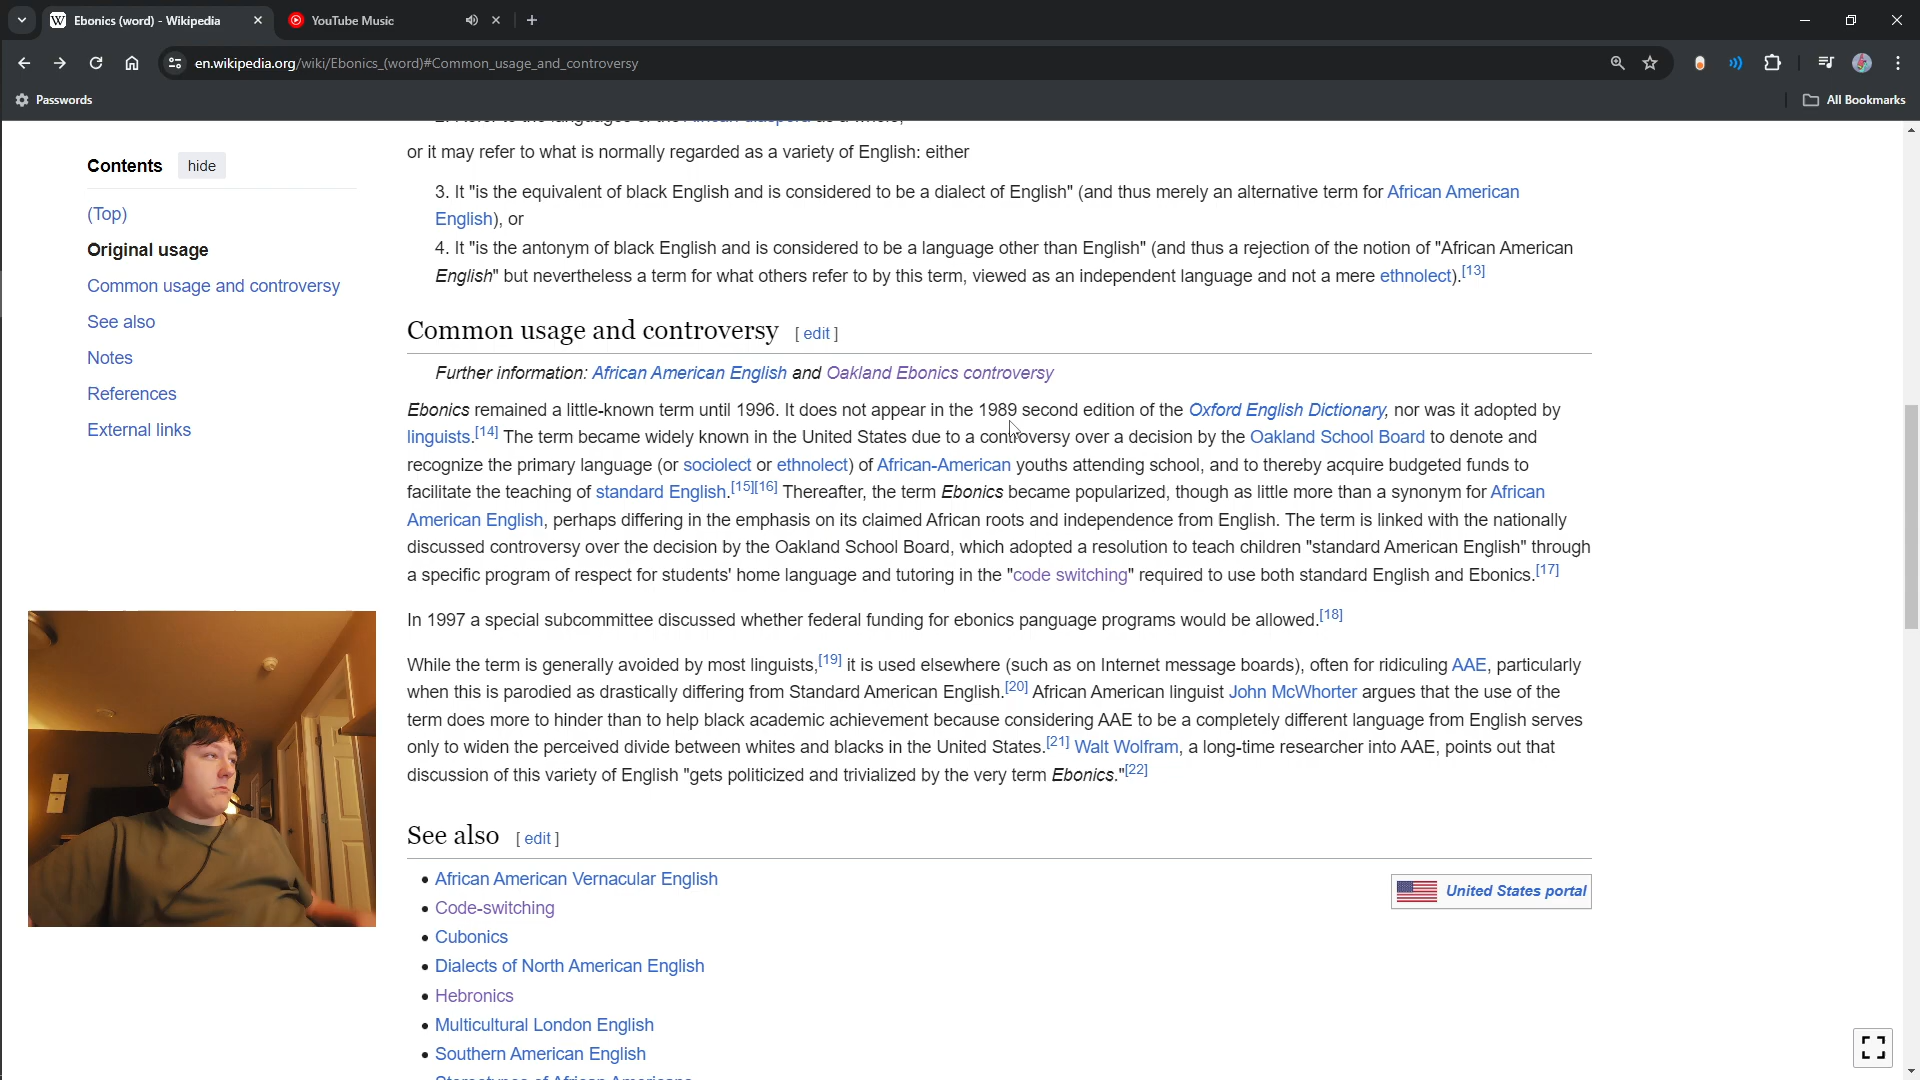 Ebonics (word) - Wikipedia
YouTube Music
en.wikipedia.org/wiki/Ebonics_(word)#Common_usage_and_controversy
Passwords
All Bookmarks
Contents hide
(Top)
Original usage
Common usage and controversy
See also
Notes
References
External links
or it may refer to what is normally regarded as a variety of English: either
3. It "is the equivalent of black English and is considered to be a dialect of English" (and thus merely an alternative term for African American
English), or
4. It "is the antonym of black English and is considered to be a language other than English" (and thus a rejection of the notion of "African American
English" but nevertheless a term for what others refer to by this term, viewed as an independent language and not a mere ethnolect).[13]
Common usage and controversy [ edit ]
Further information: African American English and Oakland Ebonics controversy
Ebonics remained a little-known term until 1996. It does not appear in the 1989 second edition of the Oxford English Dictionary, nor was it adopted by
linguists.[14] The term became widely known in the United States due to a controversy over a decision by the Oakland School Board to denote and
recognize the primary language (or sociolect or ethnolect) of African-American youths attending school, and to thereby acquire budgeted funds to
facilitate the teaching of standard English.[15][16] Thereafter, the term Ebonics became popularized, though as little more than a synonym for African
American English, perhaps differing in the emphasis on its claimed African roots and independence from English. The term is linked with the nationally
discussed controversy over the decision by the Oakland School Board, which adopted a resolution to teach children "standard American English" through
a specific program of respect for students' home language and tutoring in the "code switching" required to use both standard English and Ebonics.[17]
In 1997 a special subcommittee discussed whether federal funding for ebonics panguage programs would be allowed.[18]
While the term is generally avoided by most linguists,[19] it is used elsewhere (such as on Internet message boards), often for ridiculing AAE, particularly
when this is parodied as drastically differing from Standard American English.[20] African American linguist John McWhorter argues that the use of the
term does more to hinder than to help black academic achievement because considering AAE to be a completely different language from English serves
only to widen the perceived divide between whites and blacks in the United States.[21] Walt Wolfram, a long-time researcher into AAE, points out that
discussion of this variety of English "gets politicized and trivialized by the very term Ebonics."[22]
See also [ edit ]
African American Vernacular English
United States portal
Code-switching
Cubonics
Dialects of North American English
Hebronics
Multicultural London English
Southern American English